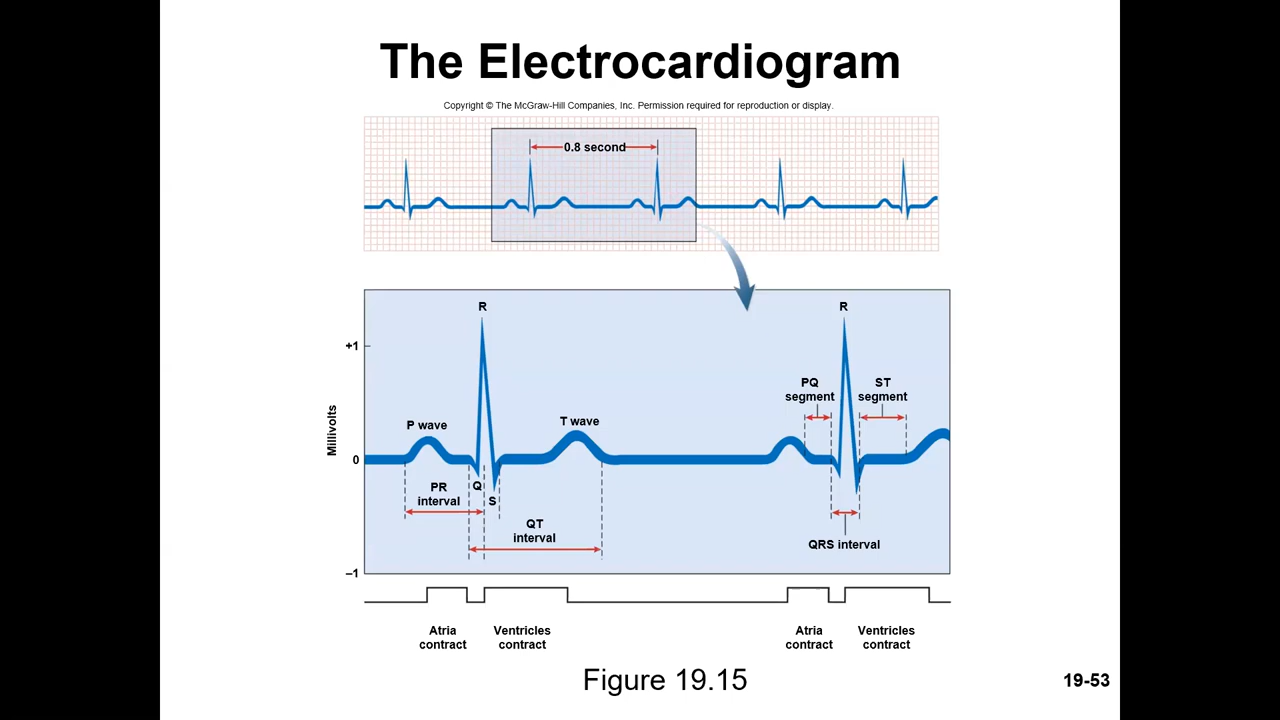 The Electrocardiogram
Copyright © The McGraw-Hill Companies, Inc. Permission required for reproduction or display.
0.8 second
R
R
+1
PQ
segment
ST
segment
P wave
T wave
Millivolts
0
Q
PR
interval
S
QT
interval
QRS interval
–1
Atria
contract
Ventricles
contract
Atria
contract
Ventricles
contract
Figure 19.15
19-53